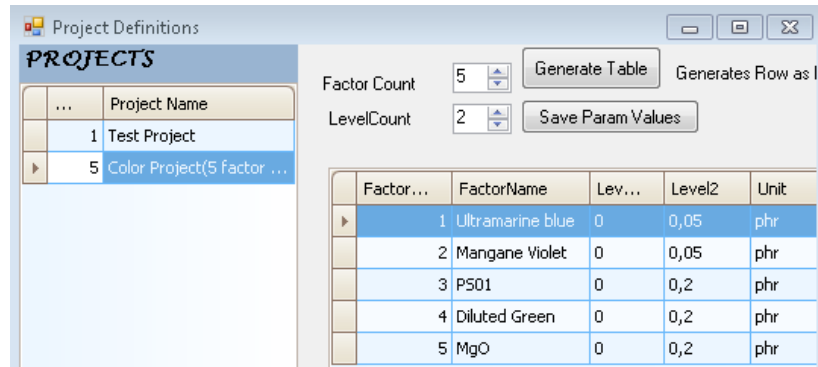 Project Definitions
PROJECTS
... Project Name
1 Test Project
5 Color Project(5 factor ...
Factor Count 5 Generate Table Generates Row as
LevelCount 2 Save Param Values
Factor... FactorName Lev... Level2 Unit
1 Ultramarine blue 0 0,05 phr
2 Mangane Violet 0 0,05 phr
3 PS01 0 0,2 phr
4 Diluted Green 0 0,2 phr
5 MgO 0 0,2 phr